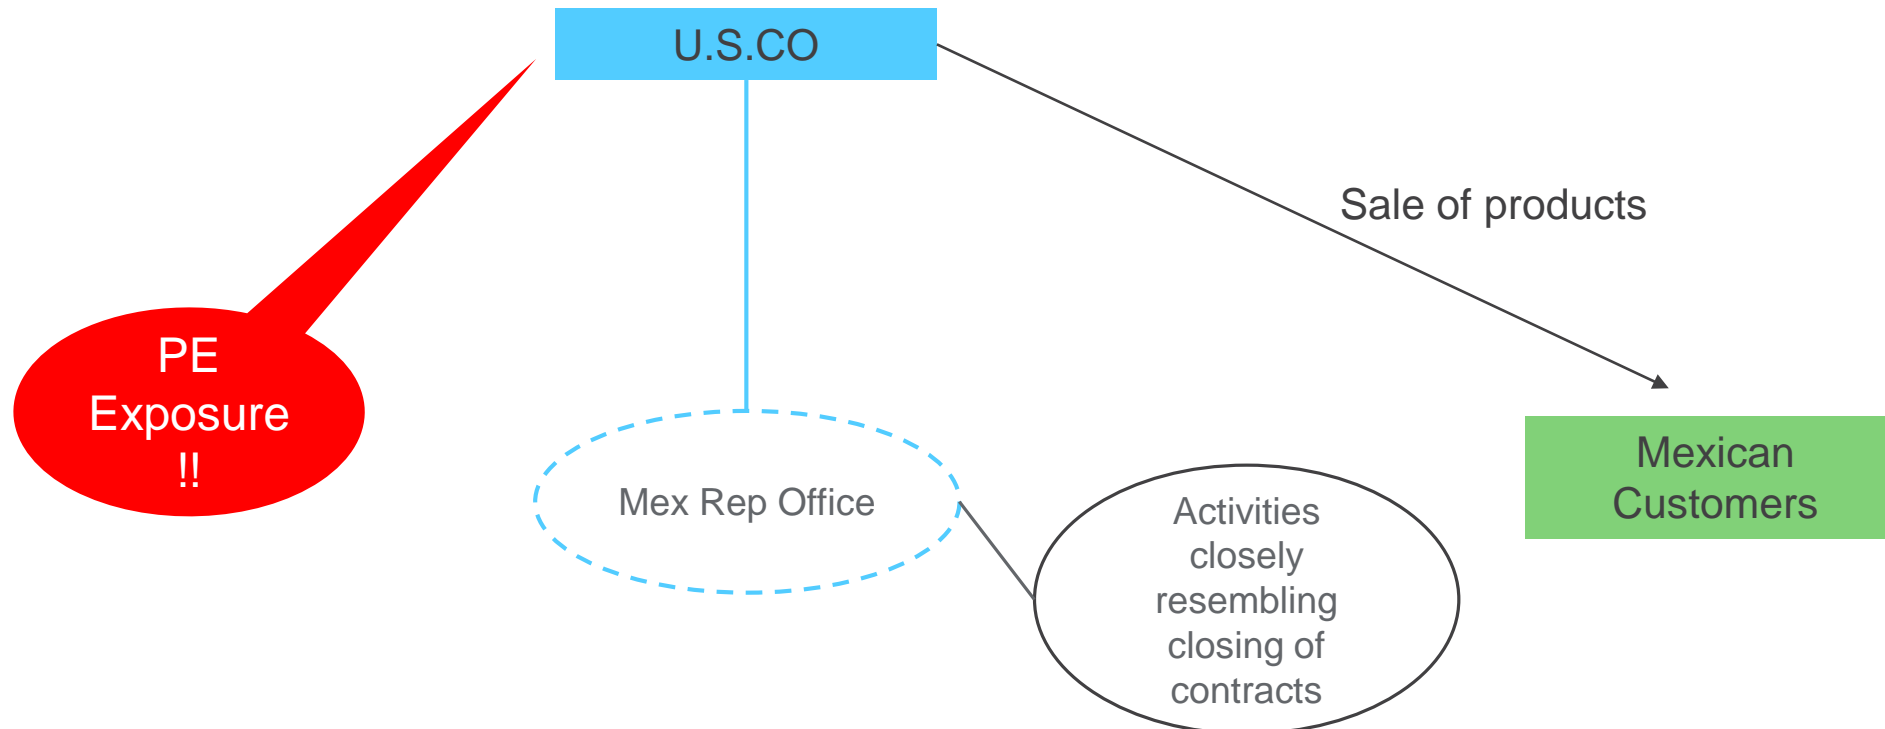 U.S.CO
Sale of products
PE
Exposure
!!
Mexican
Customers
Mex Rep Office
Activities
closely
resembling
closing of
contracts